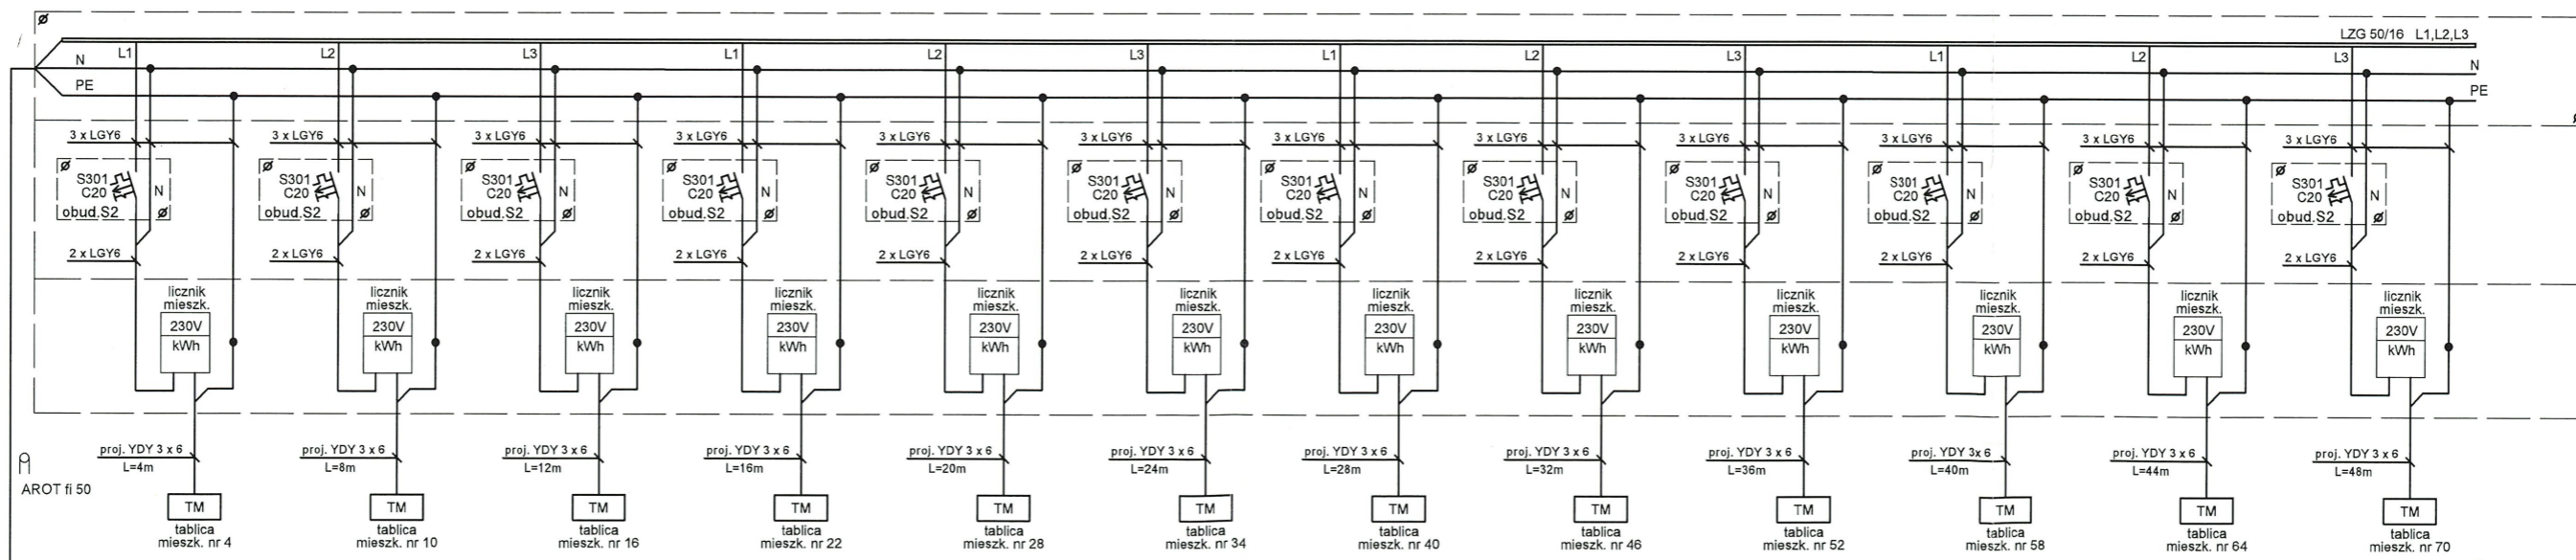 LZG 50/16 L1,L2,L3
N
PE
L1
L2
L3
L1
L2
L3
L1
L2
L3
L1
L2
L3
N
PE
3 x LGY6
3 x LGY6
3 x LGY6
3 x LGY6
3 x LGY6
3 x LGY6
3 x LGY6
3 x LGY6
3 x LGY6
3 x LGY6
3 x LGY6
3 x LGY6
S301
C20
N
obud.S2
S301
C20
N
obud.S2
S301
C20
N
obud.S2
S301
C20
N
obud.S2
S301
C20
N
obud.S2
S301
C20
N
obud.S2
S301
C20
N
obud.S2
S301
C20
N
obud.S2
S301
C20
N
obud.S2
S301
C20
N
obud.S2
S301
C20
N
obud.S2
S301
C20
N
obud.S2
2 x LGY6
2 x LGY6
2 x LGY6
2 x LGY6
2 x LGY6
2 x LGY6
2 x LGY6
2 x LGY6
2 x LGY6
2 x LGY6
2 x LGY6
2 x LGY6
licznik
mieszk.
230V
kWh
licznik
mieszk.
230V
kWh
licznik
mieszk.
230V
kWh
licznik
mieszk.
230V
kWh
licznik
mieszk.
230V
kWh
licznik
mieszk.
230V
kWh
licznik
mieszk.
230V
kWh
licznik
mieszk.
230V
kWh
licznik
mieszk.
230V
kWh
licznik
mieszk.
230V
kWh
licznik
mieszk.
230V
kWh
licznik
mieszk.
230V
kWh
AROT fi 50
proj. YDY 3 x 6
L=4m
TM
tablica
mieszk. nr 4
proj. YDY 3 x 6
L=8m
TM
tablica
mieszk. nr 10
proj. YDY 3 x 6
L=12m
TM
tablica
mieszk. nr 16
proj. YDY 3 x 6
L=16m
TM
tablica
mieszk. nr 22
proj. YDY 3 x 6
L=20m
TM
tablica
mieszk. nr 28
proj. YDY 3 x 6
L=24m
TM
tablica
mieszk. nr 34
proj. YDY 3 x 6
L=28m
TM
tablica
mieszk. nr 40
proj. YDY 3 x 6
L=32m
TM
tablica
mieszk. nr 46
proj. YDY 3 x 6
L=36m
TM
tablica
mieszk. nr 52
proj. YDY 3x 6
L=40m
TM
tablica
mieszk. nr 58
proj. YDY 3 x 6
L=44m
TM
tablica
mieszk. nr 64
proj. YDY 3 x 6
L=48m
TM
tablica
mieszk. nr 70